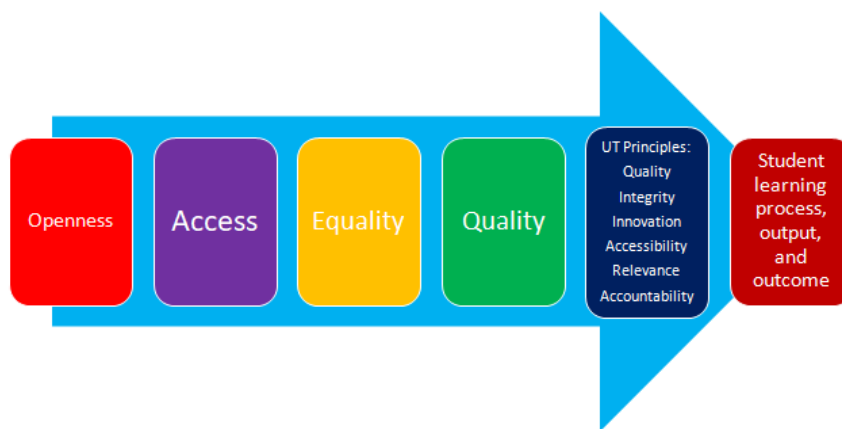 Openness
Access
Equality
Quality
UT Principles:
Quality
Integrity
Innovation
Accessibility
Relevance
Accountability
Student
learning
process,
output,
and
outcome